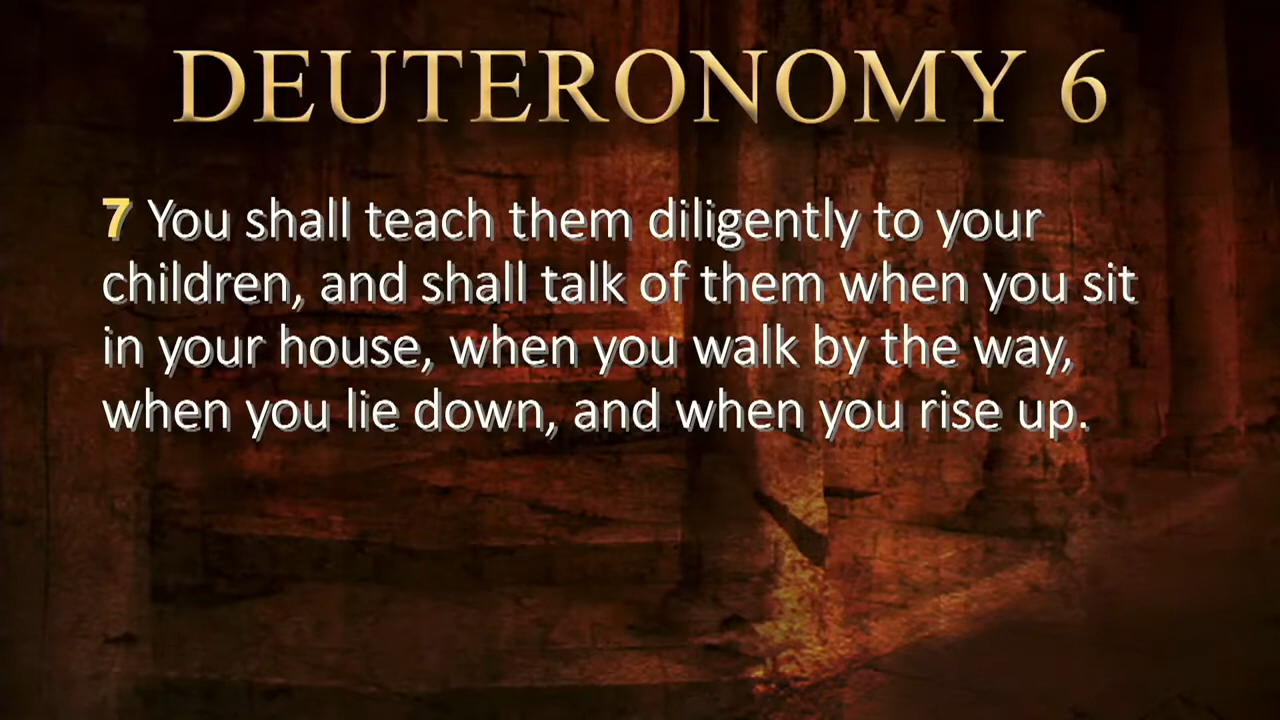 DEUTERONOMY 6
7 You shall teach them diligently to your
children, and shall talk of them when you sit
in your house, when you walk by the way,
when you lie down, and when you rise up.